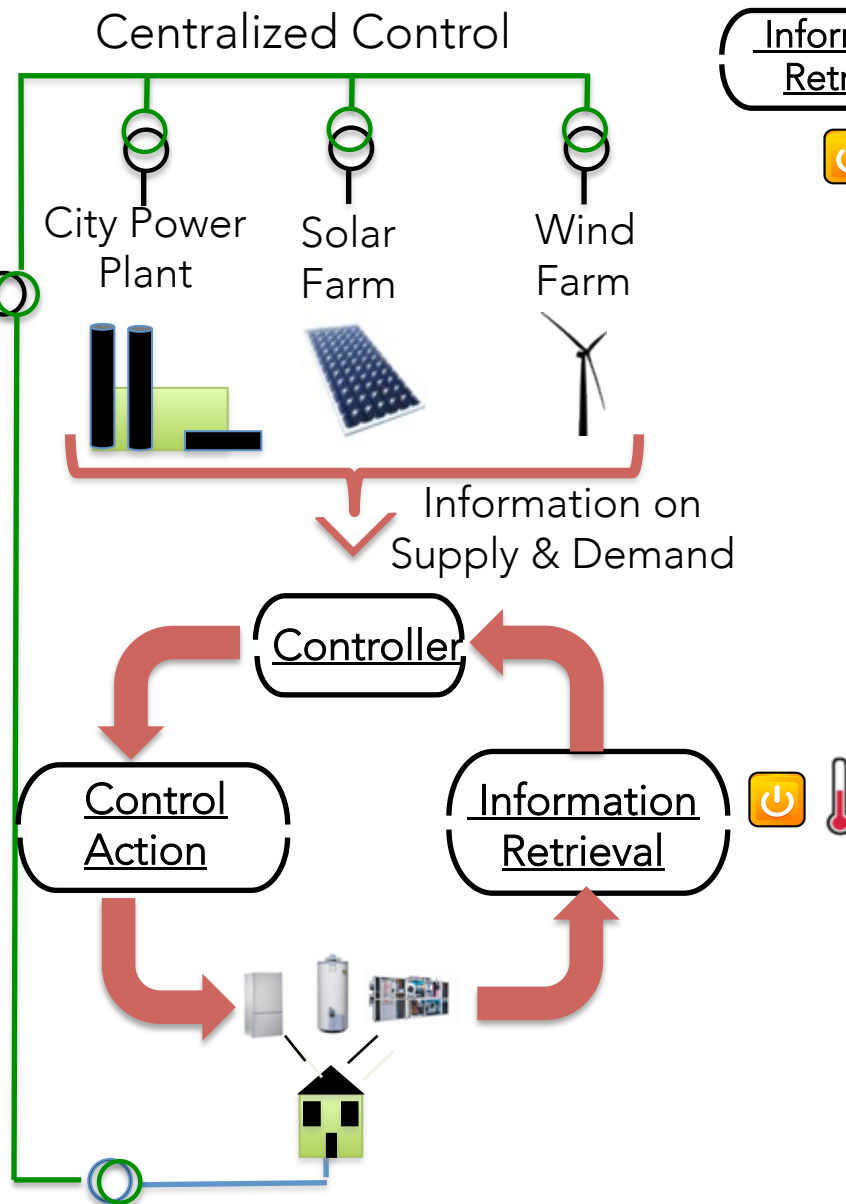 Centralized Control
City Power
Plant
Solar
Farm
Wind
Farm
Information on
Supply & Demand
Controller
Control
Action
Information
Retrieval